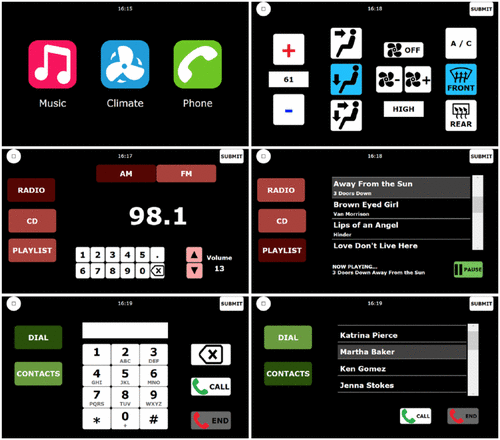 16:15
Music
Climate
Phone
16:18
SUBMIT
+
61
-
OFF
- +
HIGH
A / C
FRONT
REAR
16:17
SUBMIT
RADIO
CD
PLAYLIST
AM FM
98.1
1 2 3 4 5 .
6 7 8 9 0
Volume
13
16:18
SUBMIT
RADIO
CD
PLAYLIST
Away From the Sun
3 Doors Down
Brown Eyed Girl
Van Morrison
Lips of an Angel
Hinder
Love Don't Live Here
NOW PLAYING...
3 Doors Down Away From the Sun
PAUSE
16:19
SUBMIT
DIAL
CONTACTS
1 2 3
ABC DEF
4 5 6
GHI JKL MNO
7 8 9
PQRS TUV WXYZ
* 0 #
+
CALL
END
16:19
SUBMIT
DIAL
CONTACTS
Katrina Pierce
Martha Baker
Ken Gomez
Jenna Stokes
CALL
END